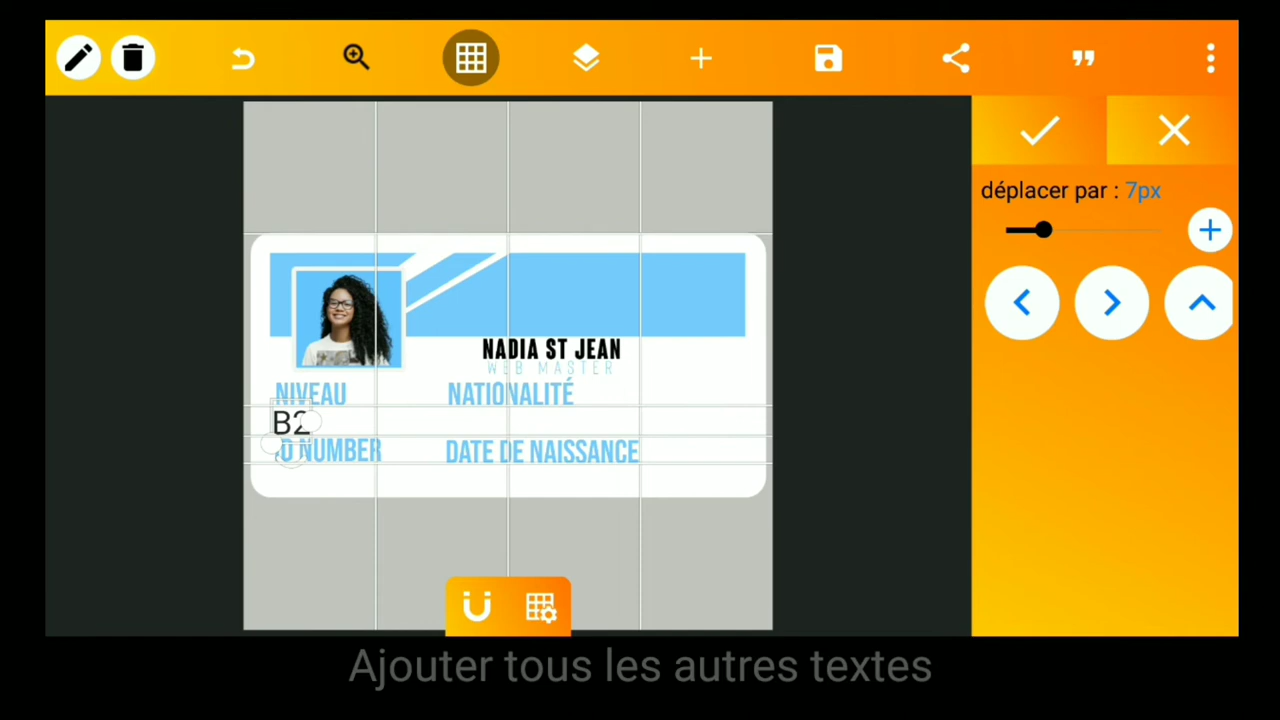 déplacer par : 7px
NADIA ST JEAN
WEB MASTER
NIVEAU NATIONALITÉ
B2
ID NUMBER DATE DE NAISSANCE
Ajouter tous les autres textes